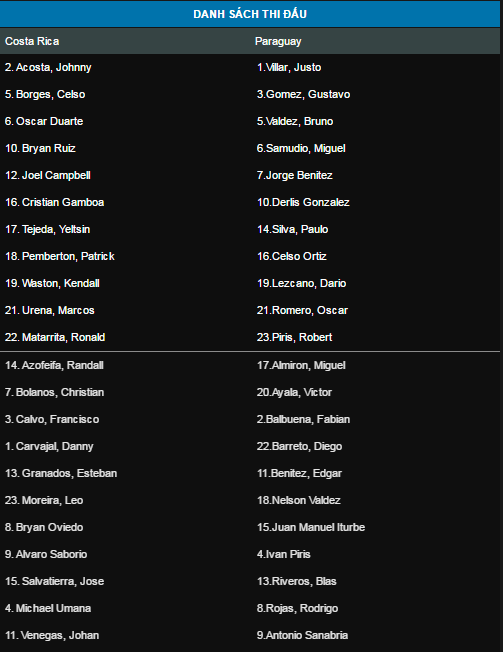 DANH SÁCH THI ĐẤU
Costa Rica Paraguay
2. Acosta, Johnny 1.Villar, Justo
5. Borges, Celso 3.Gomez, Gustavo
6. Oscar Duarte 5.Valdez, Bruno
10. Bryan Ruiz 6.Samudio, Miguel
12. Joel Campbell 7.Jorge Benitez
16. Cristian Gamboa 10.Derlis Gonzalez
17. Tejeda, Yeltsin 14.Silva, Paulo
18. Pemberton, Patrick 16.Celso Ortiz
19. Waston, Kendall 19.Lezcano, Dario
21. Urena, Marcos 21.Romero, Oscar
22. Matarrita, Ronald 23.Piris, Robert
14. Azofeifa, Randall 17.Almiron, Miguel
7. Bolanos, Christian 20.Ayala, Victor
3. Calvo, Francisco 2.Balbuena, Fabian
1. Carvajal, Danny 22.Barreto, Diego
13. Granados, Esteban 11.Benitez, Edgar
23. Moreira, Leo 18.Nelson Valdez
8. Bryan Oviedo 15.Juan Manuel Iturbe
9. Alvaro Saborio 4.Ivan Piris
15. Salvatierra, Jose 13.Riveros, Blas
4. Michael Umana 8.Rojas, Rodrigo
11. Venegas, Johan 9.Antonio Sanabria